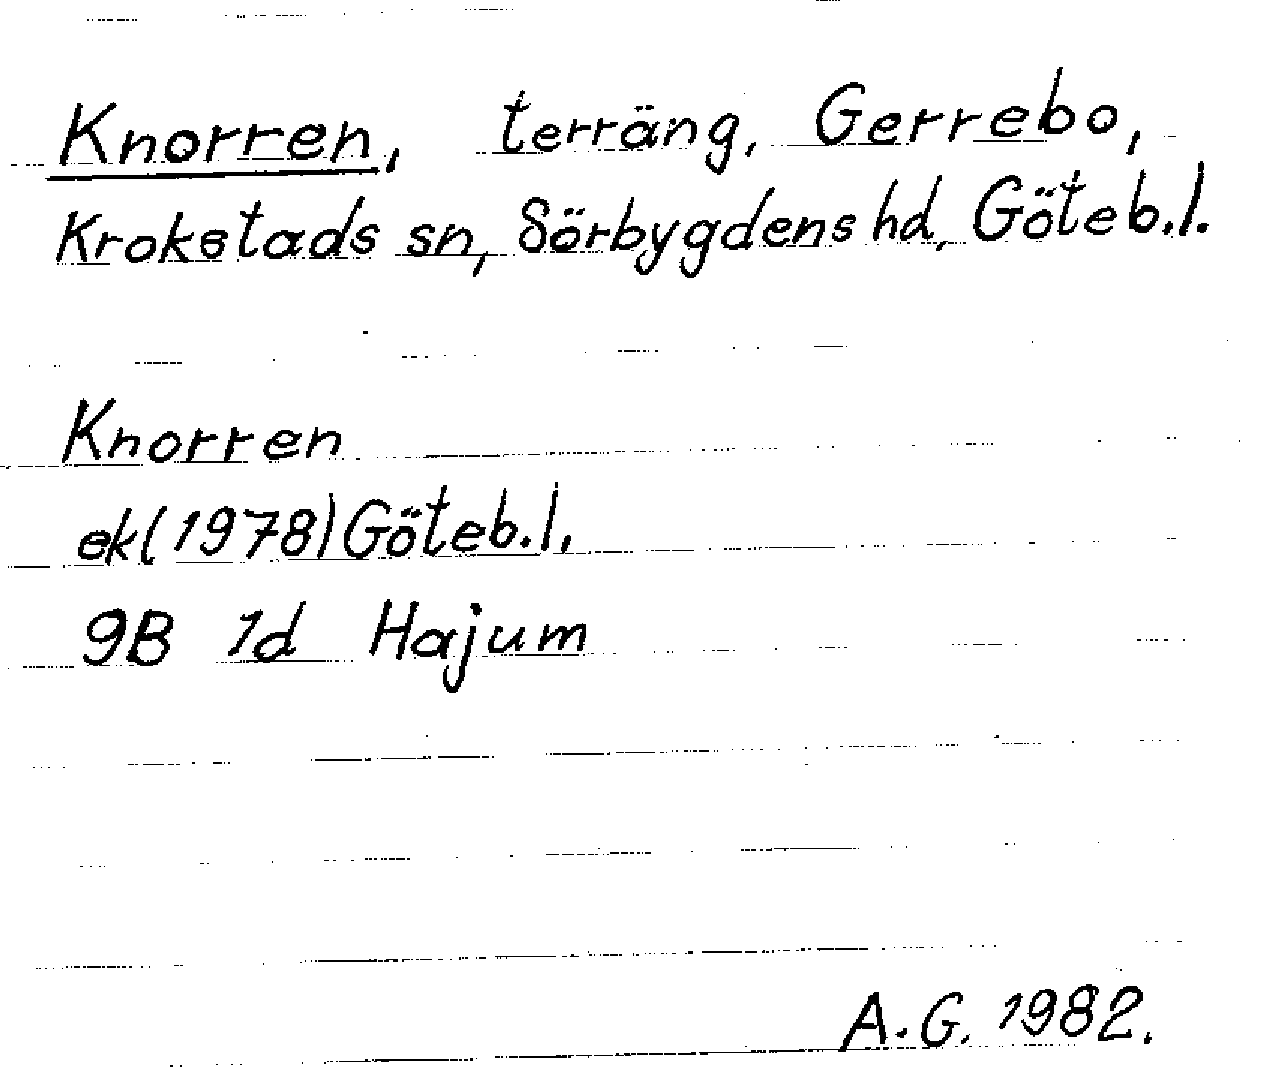 Knorren, terräng, Gerrebo,
Krokstads sn, Sörbygdens hd, Göteb.l.
Knorren
ek(1978) Göteb.l.
9B 1d Hajum
A.G. 1982.